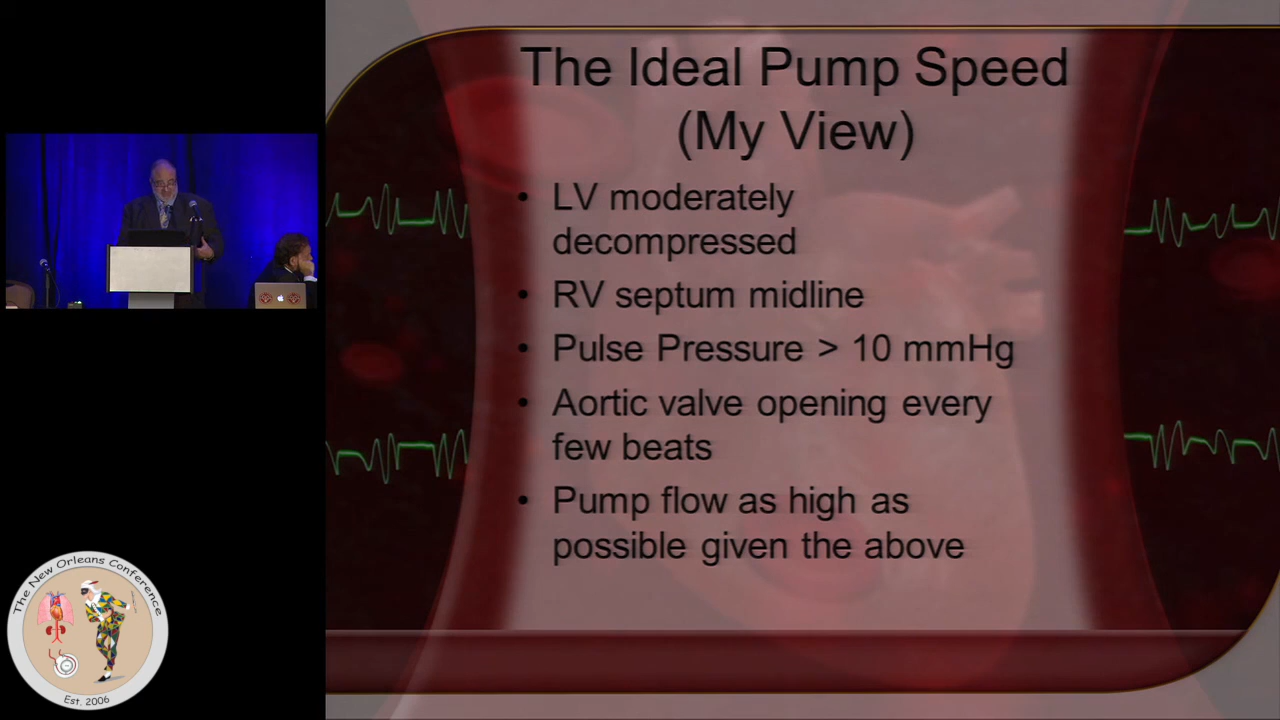 The Ideal Pump Speed
(My View)
• LV moderately
decompressed
• RV septum midline
• Pulse Pressure > 10 mmHg
• Aortic valve opening every
few beats
• Pump flow as high as
possible given the above
The New Orleans Conference
Est. 2006